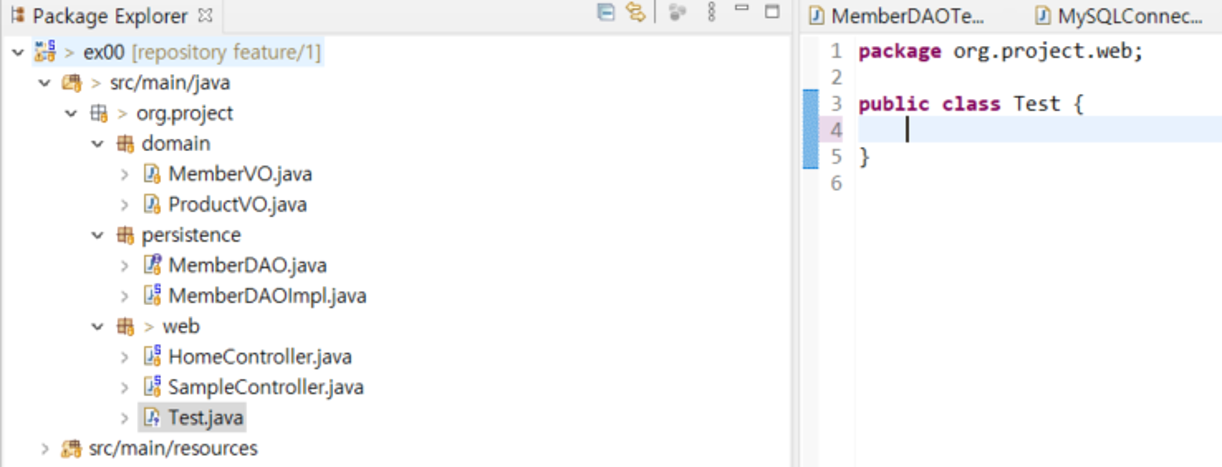 Package Explorer
> ex00 [repository feature/1]
> src/main/java
> org.project
domain
MemberVO.java
ProductVO.java
persistence
MemberDAO.java
MemberDAOImpl.java
> web
HomeController.java
SampleController.java
Test.java
src/main/resources
MemberDAOTe... MySQLConnec...
1 package org.project.web;
2
3 public class Test {
4
5 }
6